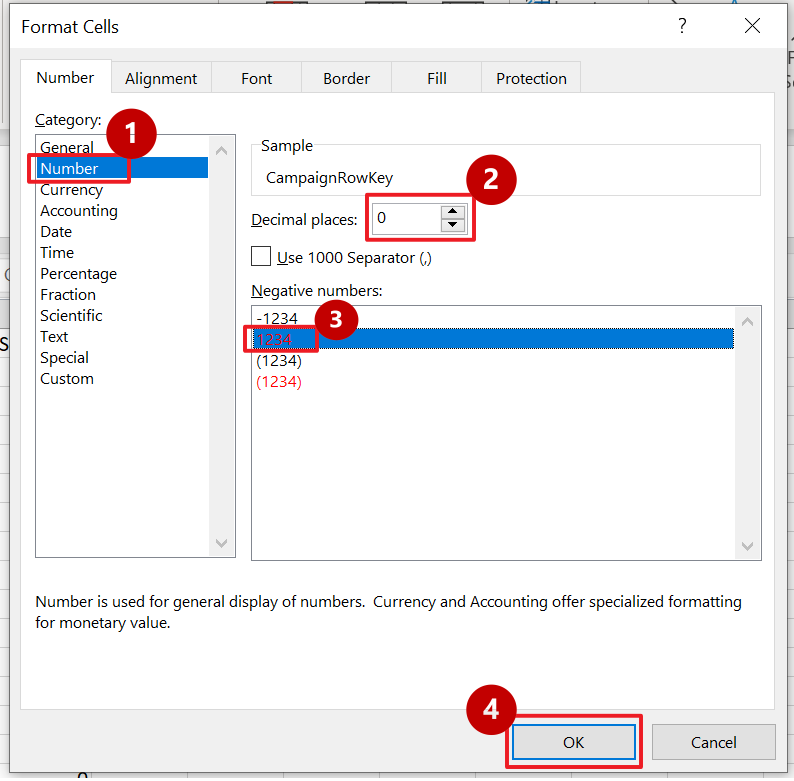 Format Cells
?
Number
Alignment
Font
Border
Fill
Protection
Category:
1
General
Number
Currency
Accounting
Date
Time
Percentage
Fraction
Scientific
Text
Special
Custom
Sample
CampaignRowKey
2
Decimal places: 0
Use 1000 Separator (,)
Negative numbers:
-1234
3
1234
(1234)
(1234)
Number is used for general display of numbers.  Currency and Accounting offer specialized formatting
for monetary value.
4
OK
Cancel